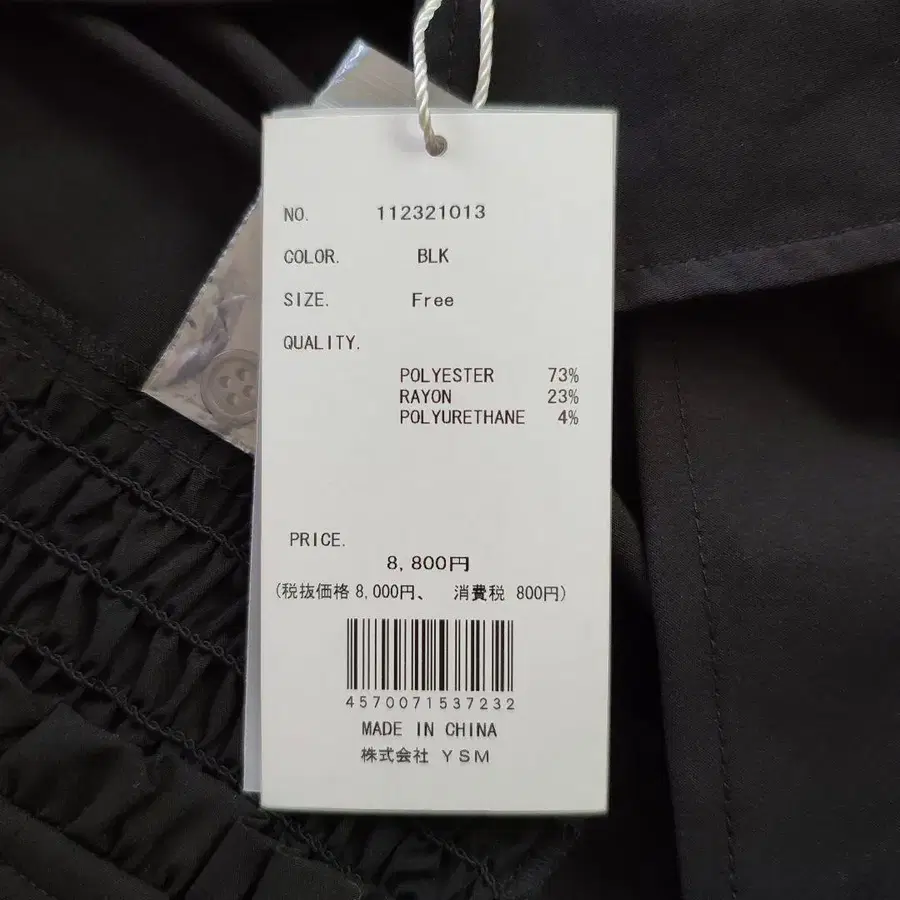 NO. 112321013
COLOR. BLK
SIZE. Free
QUALITY.
POLYESTER 73%
RAYON 23%
POLYURETHANE 4%
PRICE.
8,800円
(税抜価格 8,000円、 消費税 800円)
4570071537232
MADE IN CHINA
株式会社 YSM